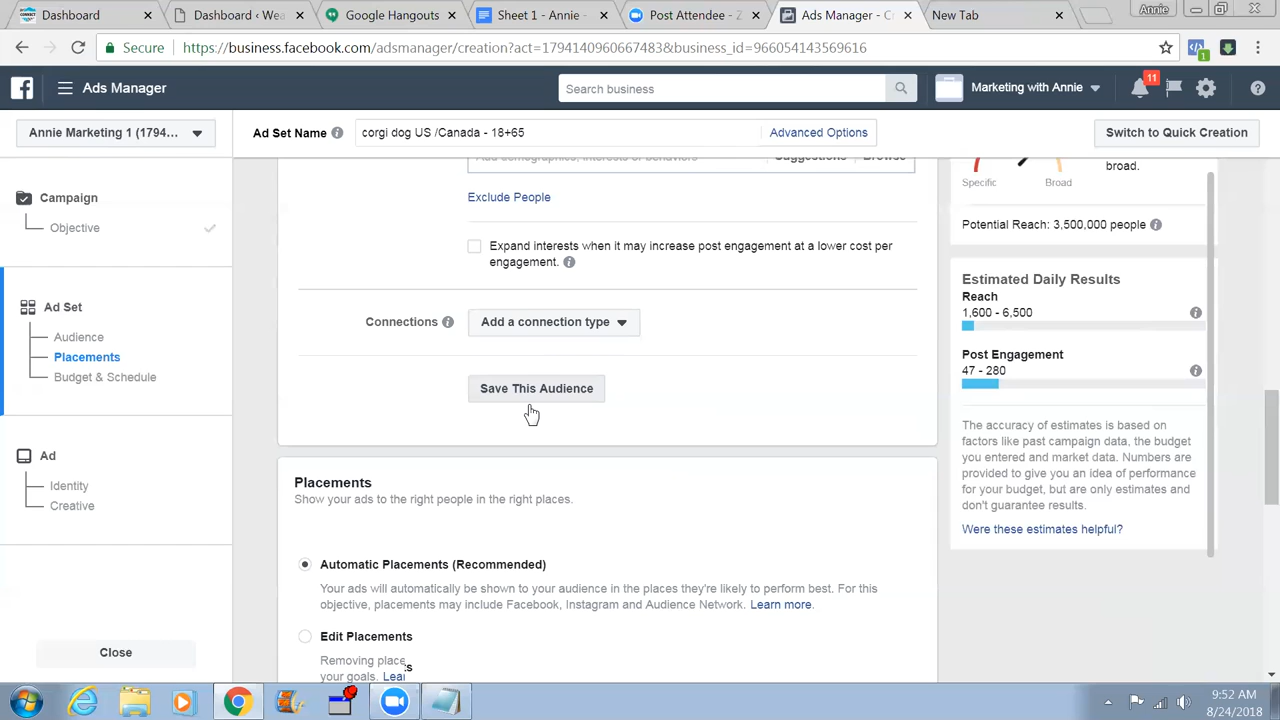 Dashboard
Dashboard < Wea
Google Hangouts
Sheet 1 - Annie -
Post Attendee - Z
Ads Manager - Cr
New Tab
Annie
Secure
https://business.facebook.com/adsmanager/creation?act=1794140960667483&business_id=966054143569616
1
Ads Manager
Search business
Marketing with Annie
11
Annie Marketing 1 (1794...
Ad Set Name
corgi dog US /Canada - 18+65
Advanced Options
Switch to Quick Creation
Campaign
Objective
Ad Set
Audience
Placements
Budget & Schedule
Ad
Identity
Creative
Close
Add demographics, interests or behaviors
Suggestions
Browse
Exclude People
Expand interests when it may increase post engagement at a lower cost per
engagement.
Connections
Add a connection type
Save This Audience
Placements
Show your ads to the right people in the right places.
Automatic Placements (Recommended)
Your ads will automatically be shown to your audience in the places they're likely to perform best. For this
objective, placements may include Facebook, Instagram and Audience Network. Learn more.
Edit Placements
Removing place
your goals.
Specific
Broad
broad.
Potential Reach: 3,500,000 people
Estimated Daily Results
Reach
1,600 - 6,500
Post Engagement
47 - 280
The accuracy of estimates is based on
factors like past campaign data, the budget
you entered and market data. Numbers are
provided to give you an idea of performance
for your budget, but are only estimates and
don't guarantee results.
Were these estimates helpful?
9:52 AM
8/24/2018